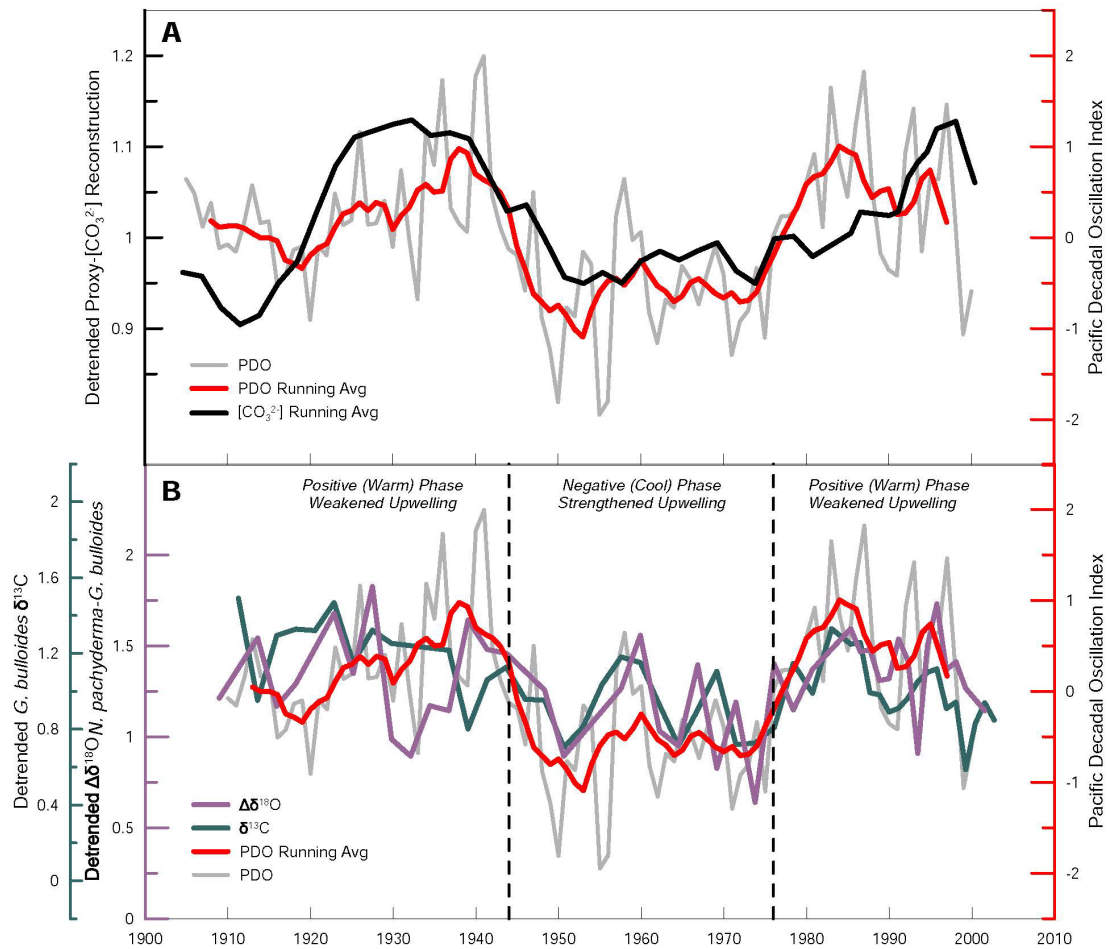 A
Detrended Proxy-[CO₃²⁻] Reconstruction
1.2
1.1
1
0.9
2
1
0
-1
-2
Pacific Decadal Oscillation Index
PDO
PDO Running Avg
[CO₃²⁻] Running Avg
B
Positive (Warm) Phase
Weakened Upwelling
Negative (Cool) Phase
Strengthened Upwelling
Positive (Warm) Phase
Weakened Upwelling
Detrended G. bulloides δ¹³C
2
1.6
1.2
0.8
0.4
0
Detrended Δδ¹⁸O N. pachyderma-G. bulloides
2
1.5
1
0.5
0
2
1
0
-1
-2
Pacific Decadal Oscillation Index
Δδ¹⁸O
δ¹³C
PDO Running Avg
PDO
1900 1910 1920 1930 1940 1950 1960 1970 1980 1990 2000 2010